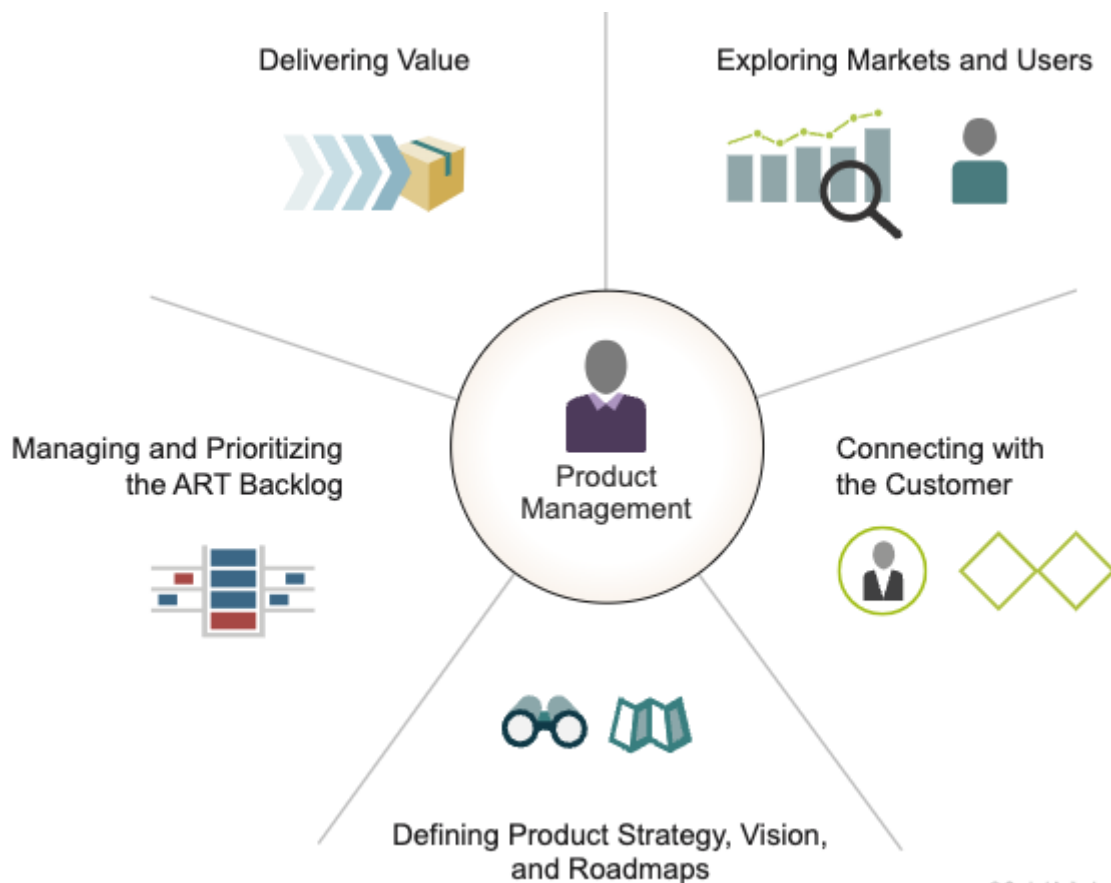 Delivering Value
Exploring Markets and Users
Product
Management
Managing and Prioritizing
the ART Backlog
Connecting with
the Customer
Defining Product Strategy, Vision,
and Roadmaps